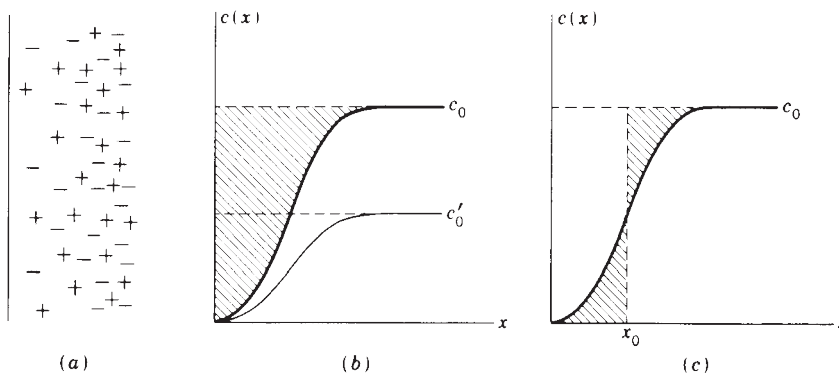 c(x)
c₀
c₀′
x
c(x)
c₀
x₀
(a)
(b)
(c)